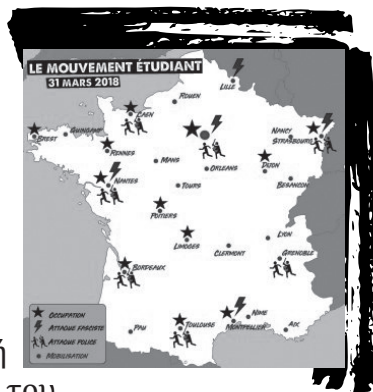 LE MOUVEMENT ÉTUDIANT
31 MARS 2018
LILLE
ROUEN
CAEN
GUINGAMP
BREST
RENNES
NANCY
STRASBOURG
MANS
ORLEANS
DIJON
NANTES
TOURS
BESANCON
POITIERS
LIMOGES
CLERMONT
LYON
GRENOBLE
BORDEAUX
NIME
MONTPELLIER
AIX
PAU
TOULOUSE
OCCUPATION
ATTAQUE FASCISTE
ATTAQUE POLICE
MOBILISATION
ή
του